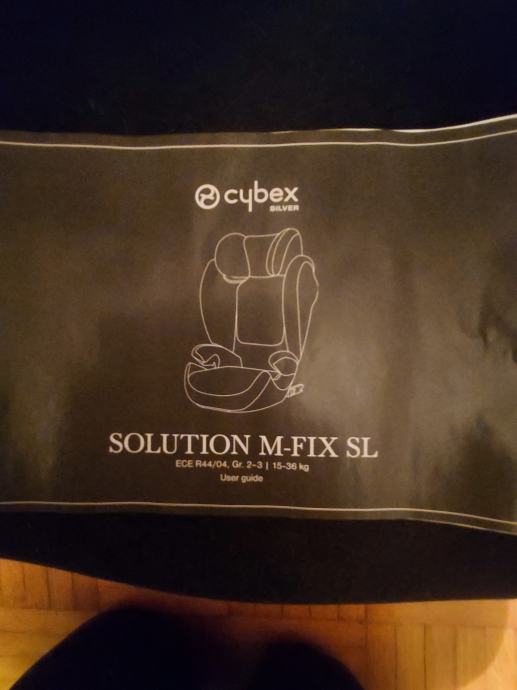 cybex
SILVER
SOLUTION M-FIX SL
ECE R44/04, Gr. 2-3 | 15-36 kg
User guide